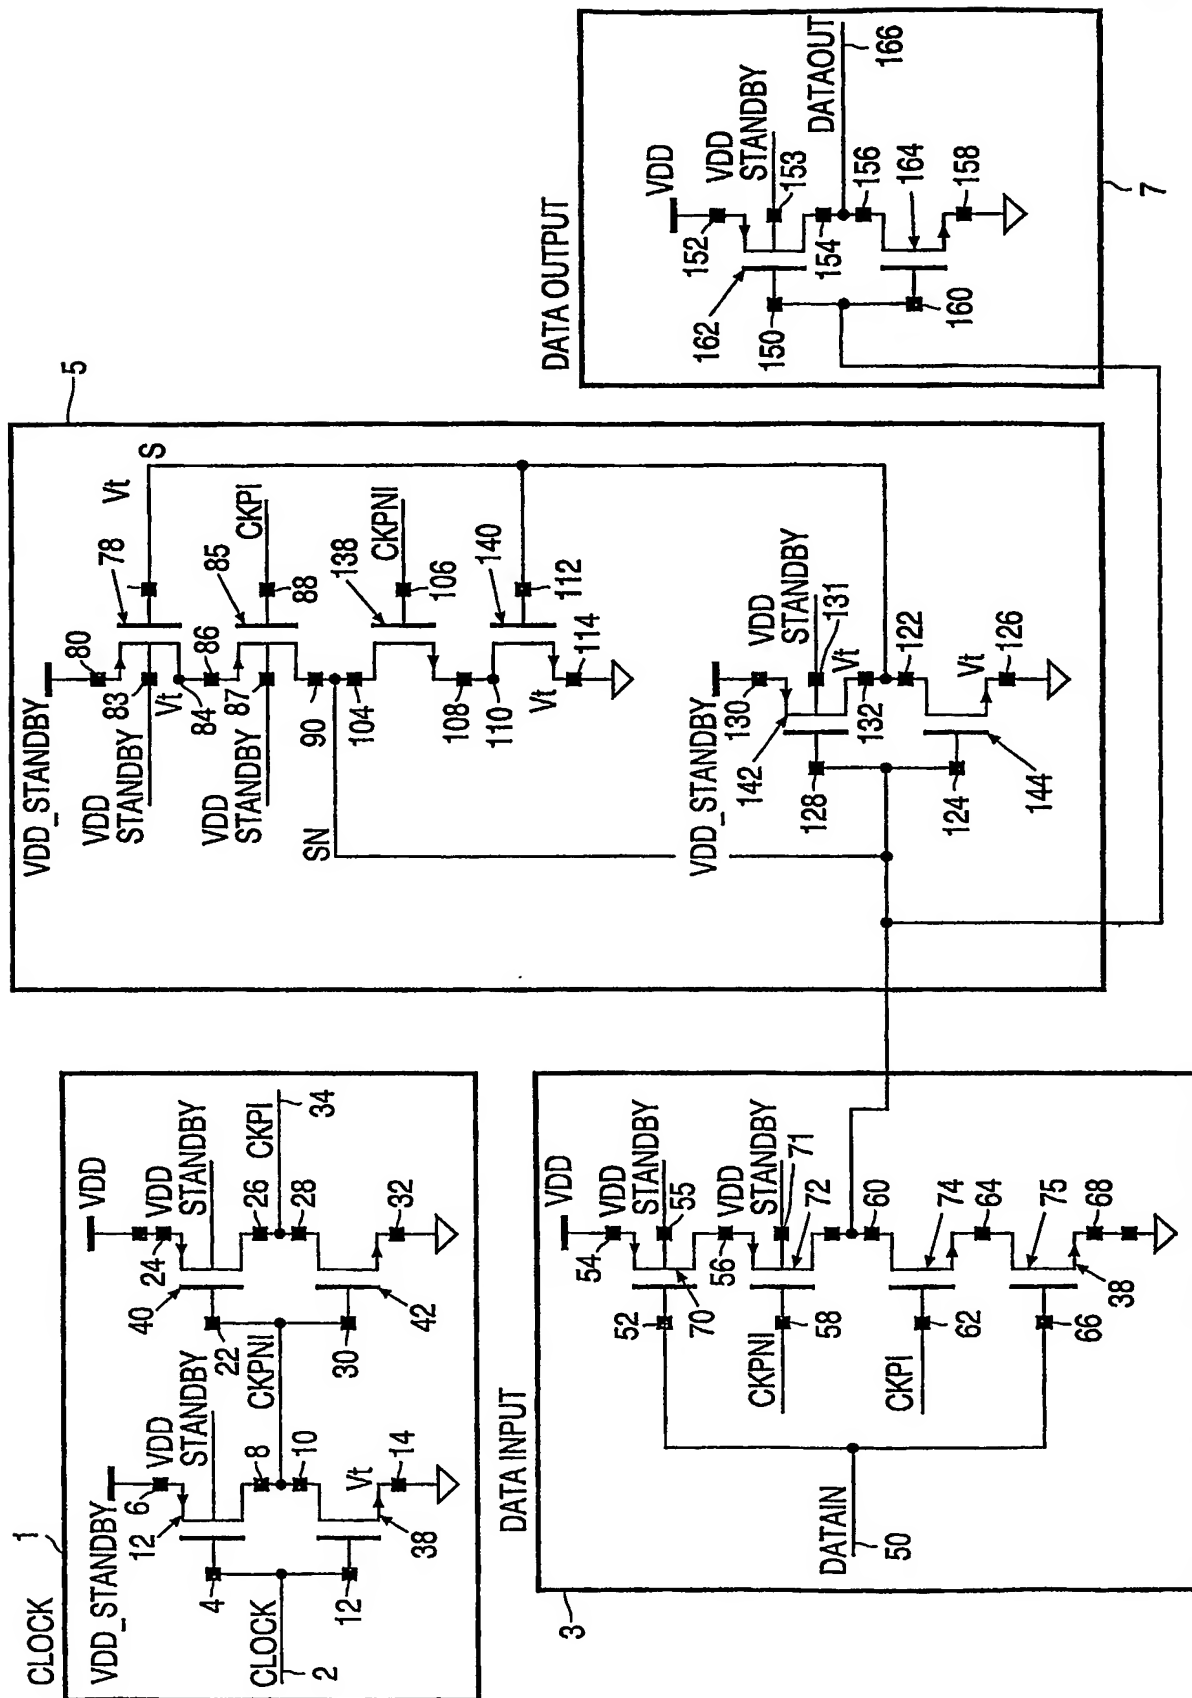 CLOCK
1
VDD_STANDBY
6
VDD
STANDBY
12
4
8
10
CLOCK
2
12
Vt
14
38
CKPNI
VDD
24
VDD
STANDBY
40
22
26
CKPI
34
28
30
32
42
DATA INPUT
3
VDD
54
VDD
STANDBY
55
52
70
56
VDD
STANDBY
71
72
CKPNI
58
60
CKPI
62
74
64
DATAIN
50
66
75
68
38
5
VDD_STANDBY
80
78
Vt
S
VDD
STANDBY
83
Vt
84
86
85
CKPI
88
VDD
STANDBY
87
90
SN
104
138
CKPNI
106
108
110
140
112
Vt
114
VDD_STANDBY
130
VDD
STANDBY
131
142
128
Vt
132
122
124
Vt
126
144
DATA OUTPUT
VDD
152
VDD
STANDBY
153
162
150
154
DATAOUT
166
156
164
160
158
7